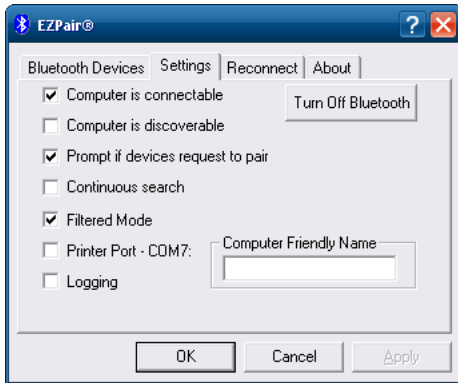 EZPair®
Bluetooth Devices Settings Reconnect About
Computer is connectable
Turn Off Bluetooth
Computer is discoverable
Prompt if devices request to pair
Continuous search
Filtered Mode
Printer Port - COM7:
Computer Friendly Name
Logging
OK Cancel Apply